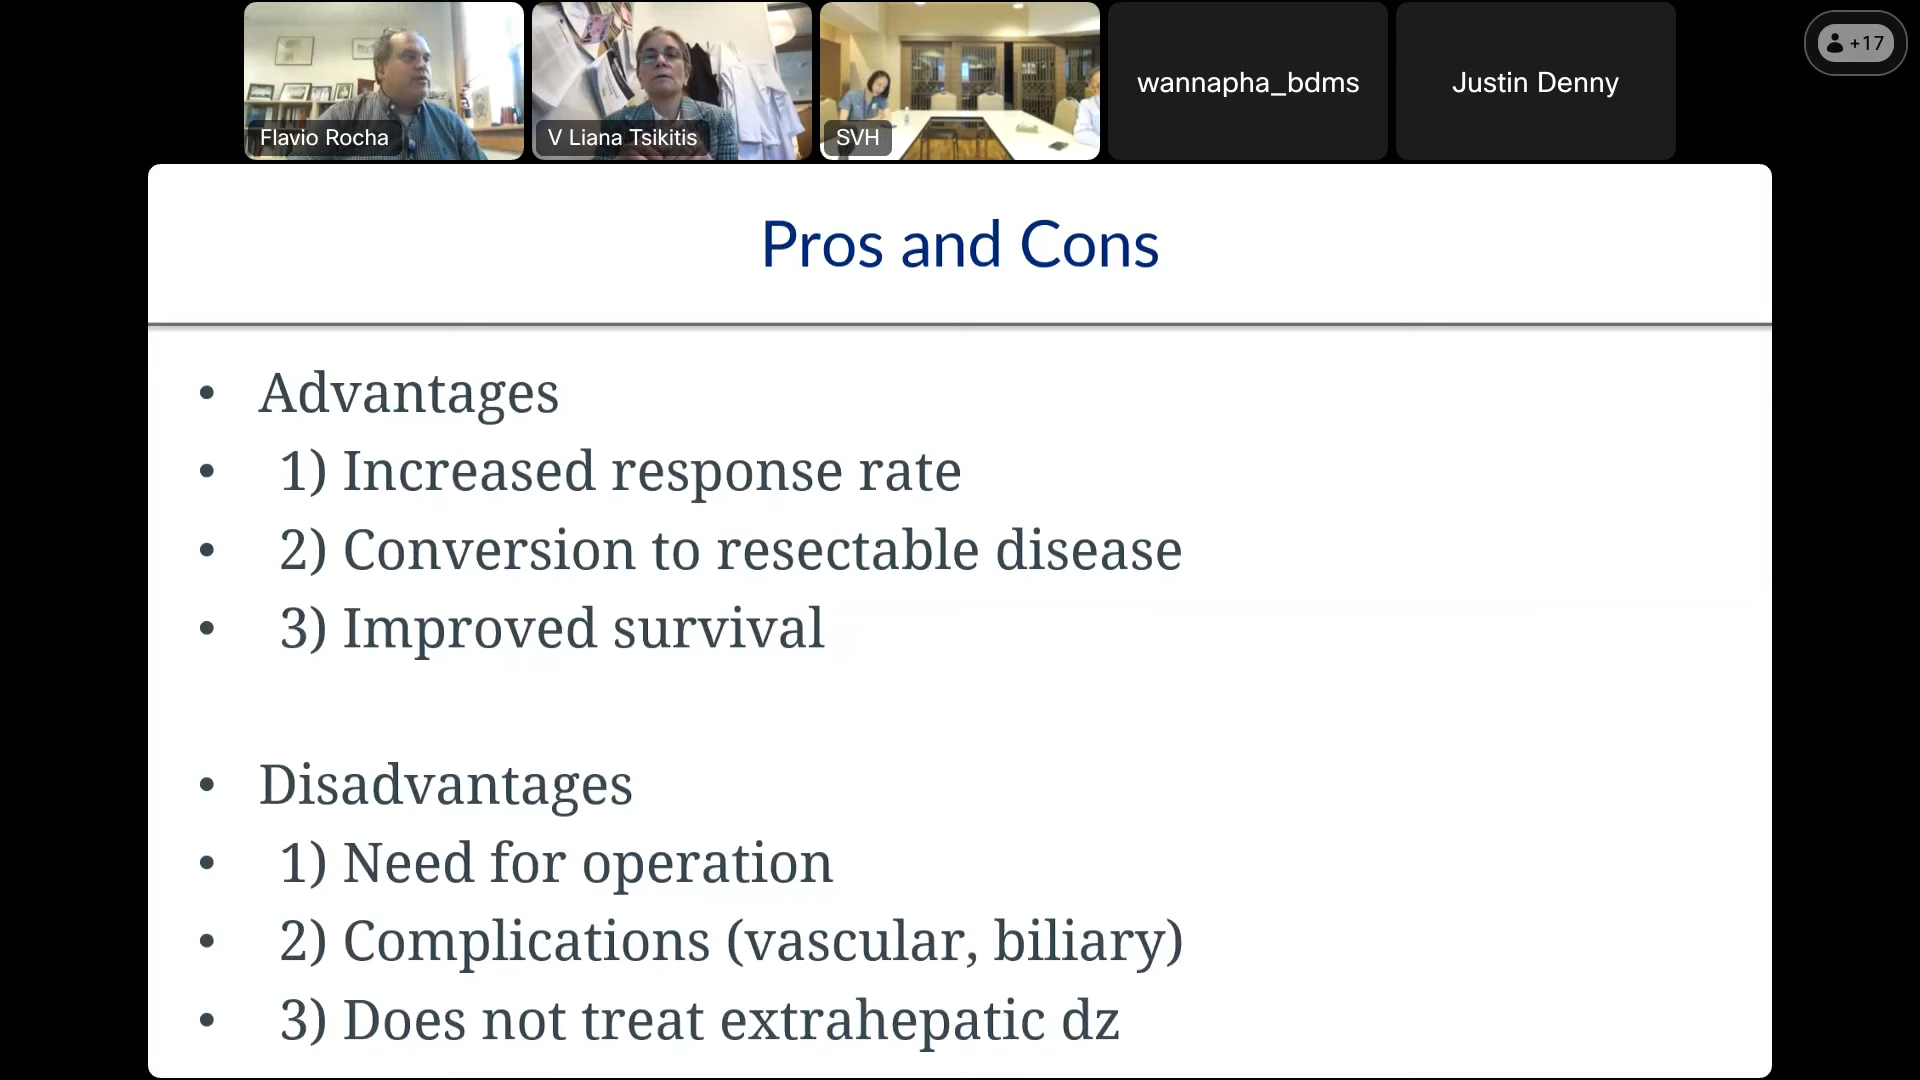 Flavio Rocha
V Liana Tsikitis
SVH
wannapha_bdms
Justin Denny
+17
Pros and Cons
• Advantages
• 1) Increased response rate
• 2) Conversion to resectable disease
• 3) Improved survival
• Disadvantages
• 1) Need for operation
• 2) Complications (vascular, biliary)
• 3) Does not treat extrahepatic dz